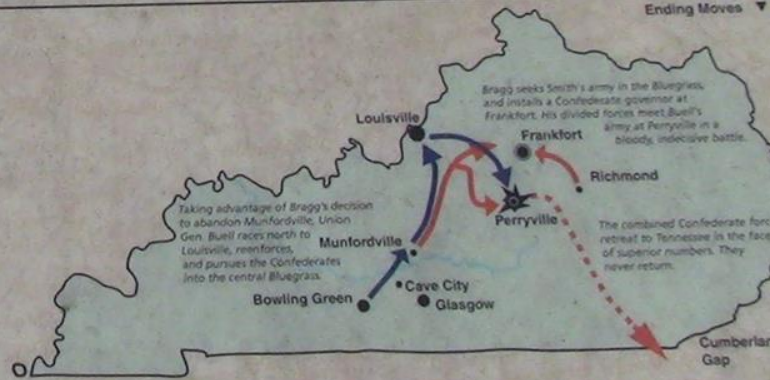 Ending Moves
Bragg seeks Smith's army in the Bluegrass,
and installs a Confederate governor at
Frankfort. His divided forces meet Buell's
army at Perryville in a
bloody, indecisive battle.
Louisville
Frankfort
Richmond
Taking advantage of Bragg's decision
to abandon Munfordville, Union
Gen. Buell races north to
Louisville, reenforces,
and pursues the Confederates
into the central Bluegrass.
Perryville
Munfordville
The combined Confederate forc
retreat to Tennessee in the face
of superior numbers. They
never return.
Cave City
Bowling Green
Glasgow
Cumberlan
Gap